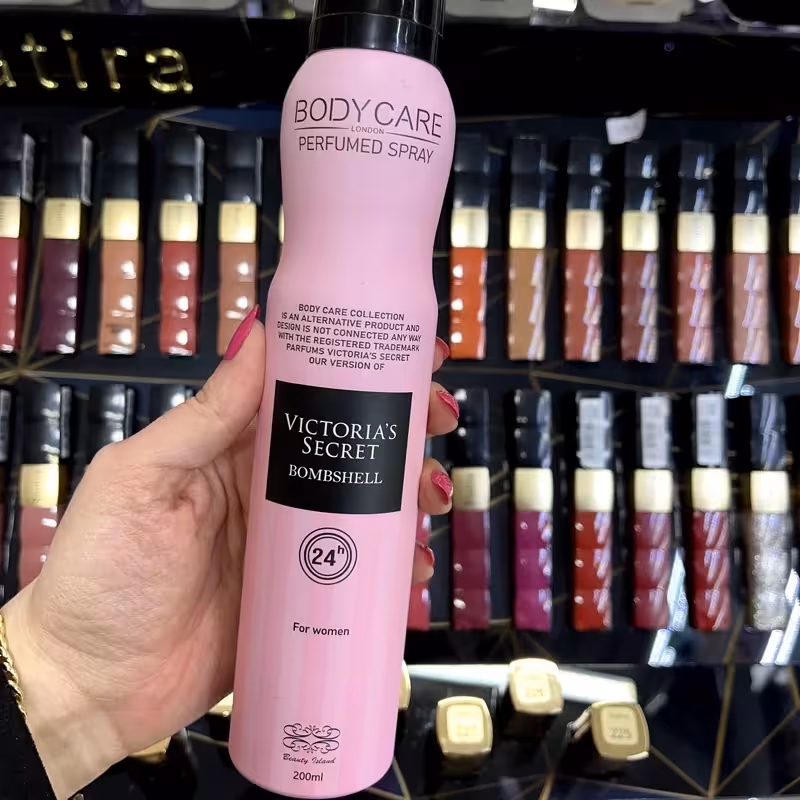 atira
BODY CARE
LONDON
PERFUMED SPRAY
BODY CARE COLLECTION
IS AN ALTERNATIVE PRODUCT AND
DESIGN IS NOT CONNECTED ANY WAY
WITH THE REGISTERED TRADEMARK
PARFUMS VICTORIA'S SECRET
OUR VERSION OF
VICTORIA'S
SECRET
BOMBSHELL
24h
For women
Beauty Island
200ml
225